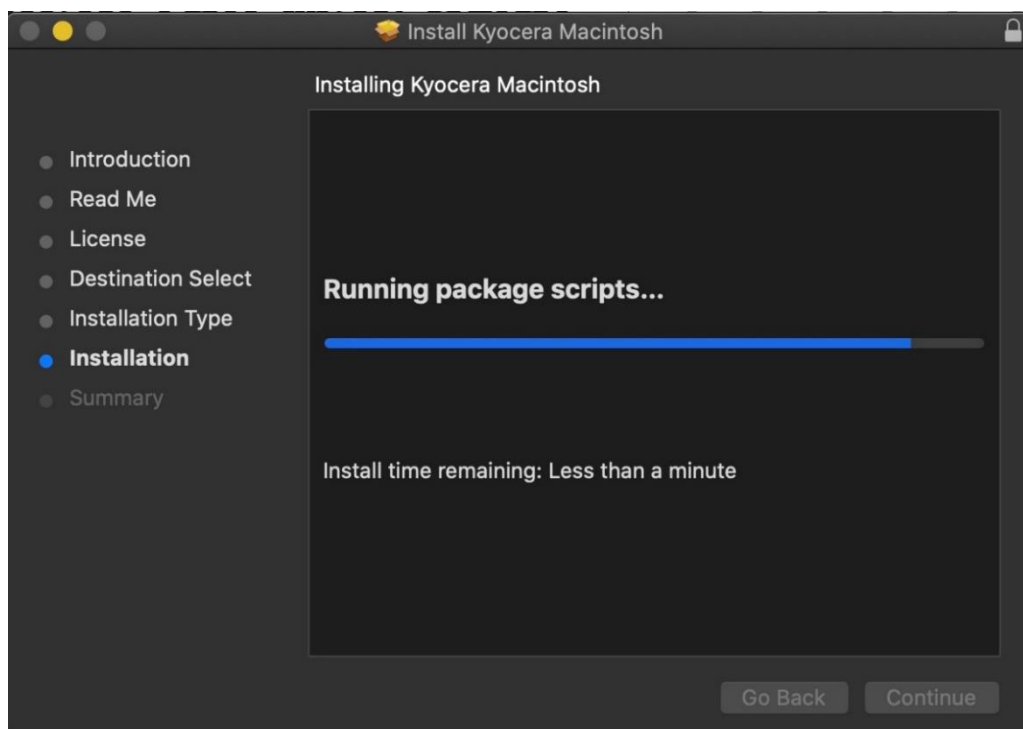 Install Kyocera Macintosh
Installing Kyocera Macintosh
Introduction
Read Me
License
Destination Select
Installation Type
Installation
Summary
Running package scripts...
Install time remaining: Less than a minute
Go Back
Continue